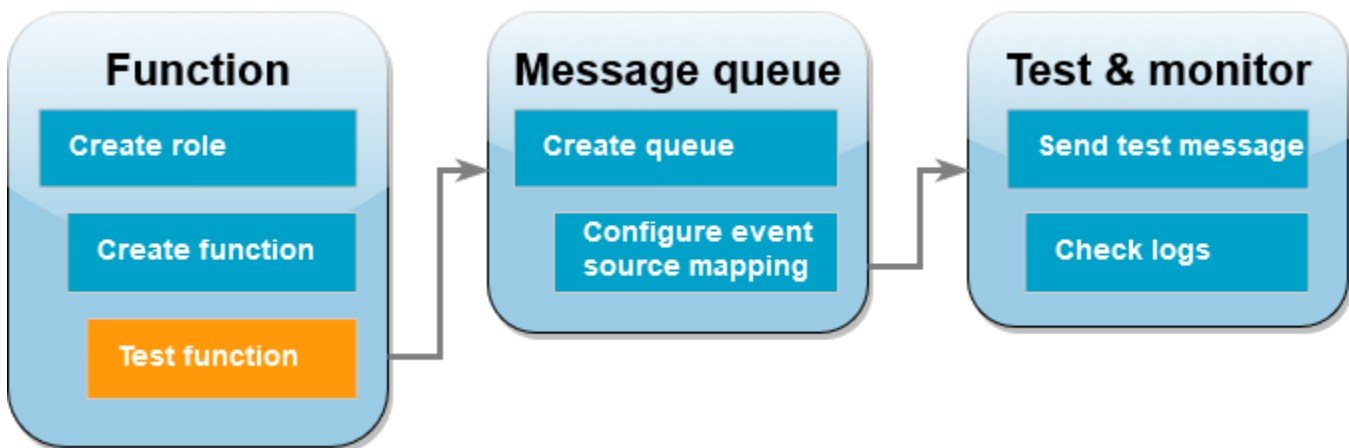 Function
Create role
Create function
Test function
Message queue
Create queue
Configure event
source mapping
Test & monitor
Send test message
Check logs